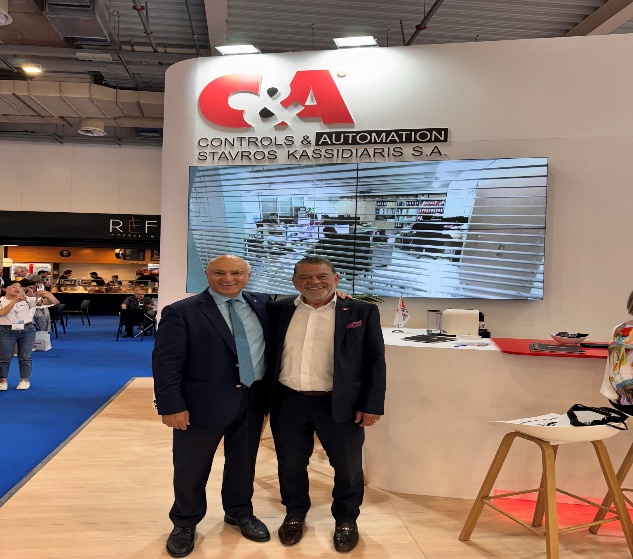 C&A
CONTROLS & AUTOMATION
STAVROS KASSIDIARIS S.A.
REF